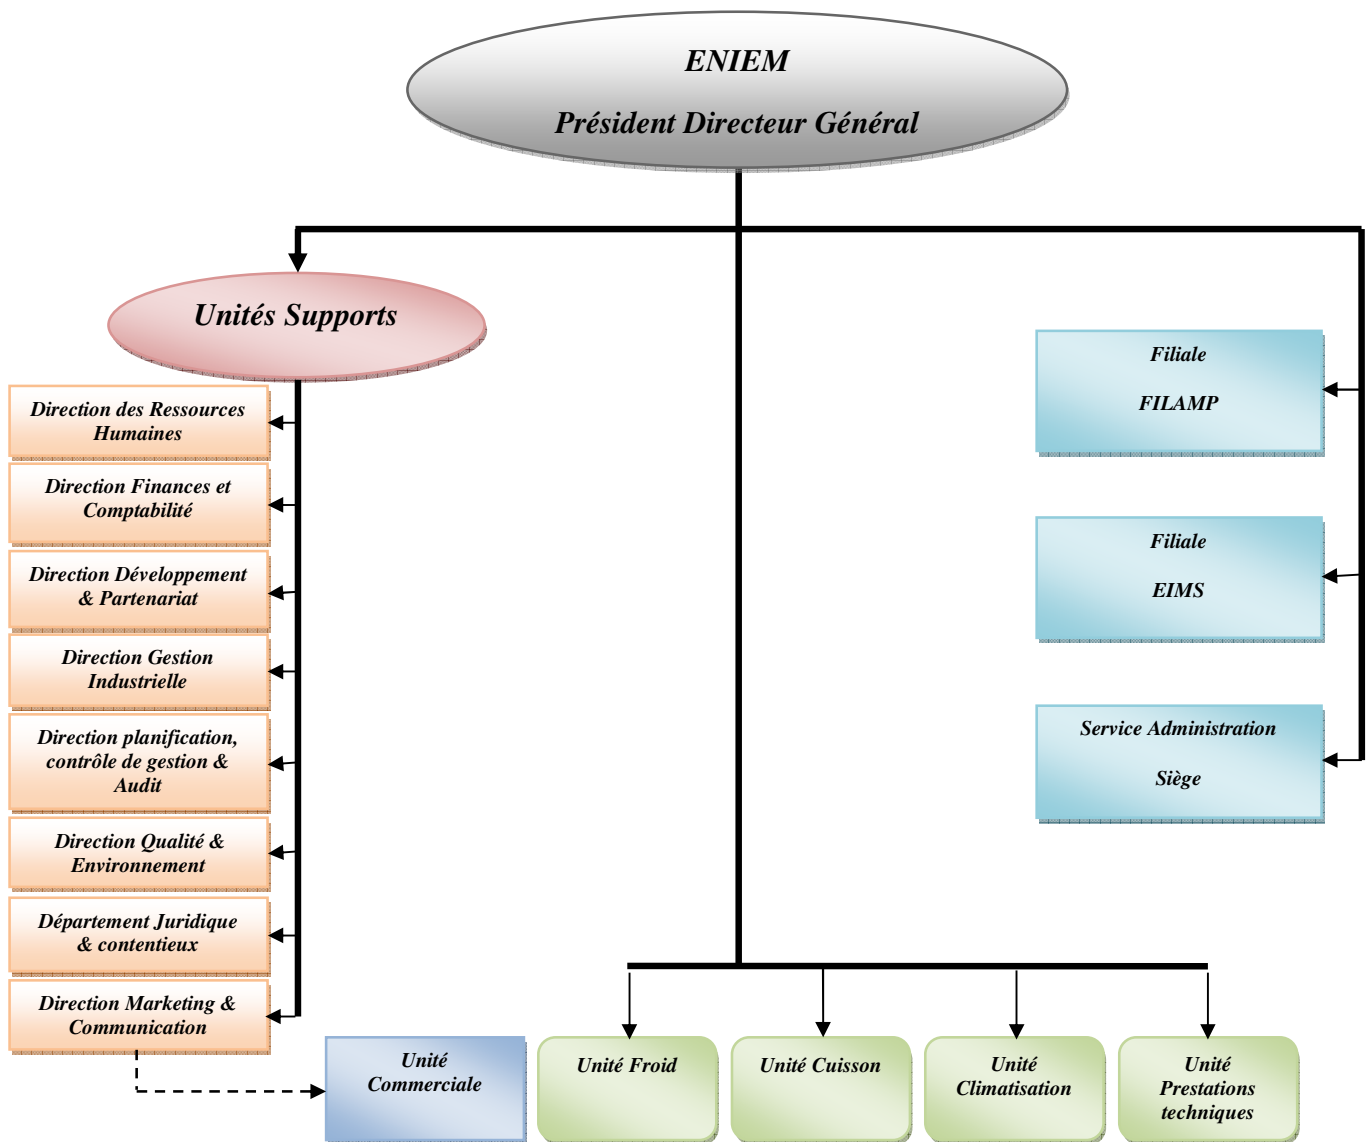 ENIEM
Président Directeur Général
Unités Supports
Direction des Ressources
Humaines
Direction Finances et
Comptabilité
Direction Développement
& Partenariat
Direction Gestion
Industrielle
Direction planification,
contrôle de gestion &
Audit
Direction Qualité &
Environnement
Département Juridique
& contentieux
Direction Marketing &
Communication
Filiale
FILAMP
Filiale
EIMS
Service Administration
Siège
Unité
Commerciale
Unité Froid
Unité Cuisson
Unité
Climatisation
Unité
Prestations
techniques